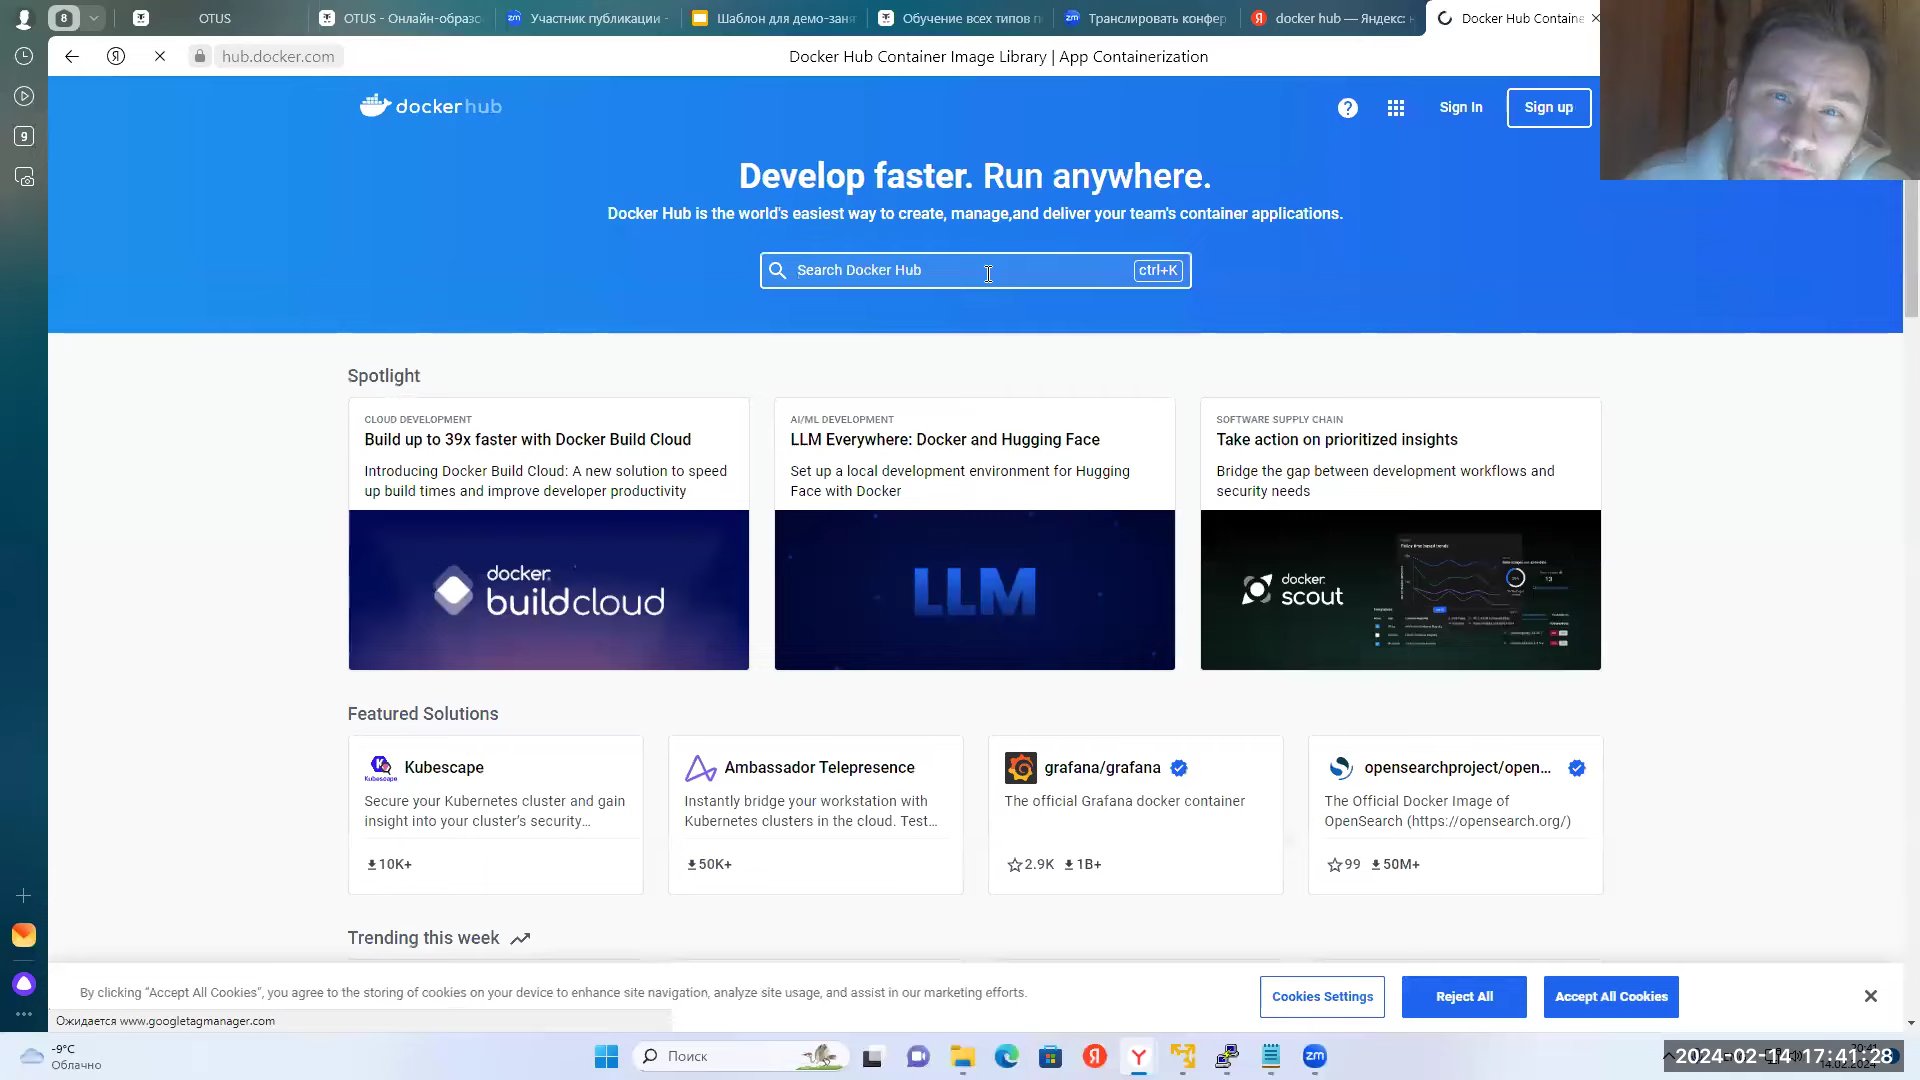 8
OTUS
OTUS - Онлайн-образо
Участник публикации -
Шаблон для демо-заня
Обучение всех типов п
Транслировать конфер
docker hub — Яндекс:
Docker Hub Containe
hub.docker.com
Docker Hub Container Image Library | App Containerization
9
docker hub
Sign In
Sign up
Develop faster. Run anywhere.
Docker Hub is the world's easiest way to create, manage,and deliver your team's container applications.
Search Docker Hub
ctrl+K
Spotlight
CLOUD DEVELOPMENT
Build up to 39x faster with Docker Build Cloud
Introducing Docker Build Cloud: A new solution to speed
up build times and improve developer productivity
docker.
build cloud
AI/ML DEVELOPMENT
LLM Everywhere: Docker and Hugging Face
Set up a local development environment for Hugging
Face with Docker
LLM
SOFTWARE SUPPLY CHAIN
Take action on prioritized insights
Bridge the gap between development workflows and
security needs
docker.
scout
Featured Solutions
Kubescape
Secure your Kubernetes cluster and gain
insight into your cluster's security...
10K+
Ambassador Telepresence
Instantly bridge your workstation with
Kubernetes clusters in the cloud. Test...
50K+
grafana/grafana
The official Grafana docker container
2.9K 1B+
opensearchproject/open...
The Official Docker Image of
OpenSearch (https://opensearch.org/)
99 50M+
Trending this week
By clicking "Accept All Cookies", you agree to the storing of cookies on your device to enhance site navigation, analyze site usage, and assist in our marketing efforts.
Cookies Settings
Reject All
Accept All Cookies
Ожидается www.googletagmanager.com
-9°C
Облачно
Поиск
2024-02-14 17:41:28